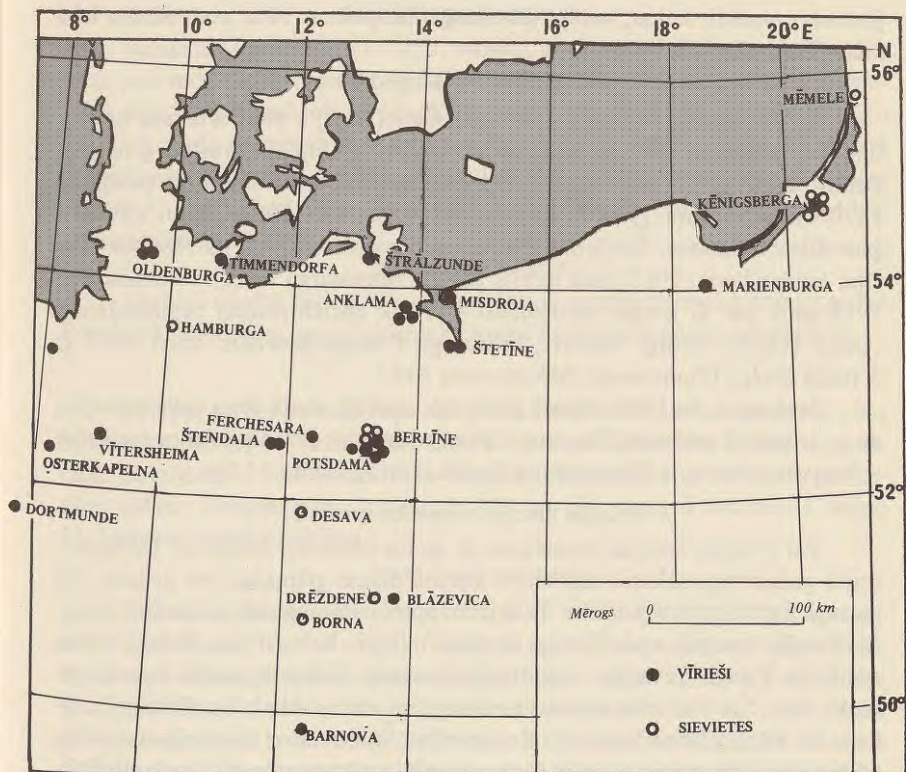 8° 10° 12° 14° 16° 18° 20° E
N
56°
MĒMELE
KĒNIGSBERGA
OLDENBURGA
TIMMENDORFA
ŠTRĀLZUNDE
54°
ANKLAMA
MISDROJA
MARIENBURGA
HAMBURGA
ŠTETĪNE
FERCHESARA
VĪTERSHEIMA
ŠTENDALA
BERLĪNE
OSTERKAPELNA
POTSDAMA
52°
DORTMUNDE
DESAVA
DRĒZDENE
BLĀZEVICA
BORNA
Mērogs 0 100 km
VĪRIEŠI
50°
SIEVIETES
BARNOVA